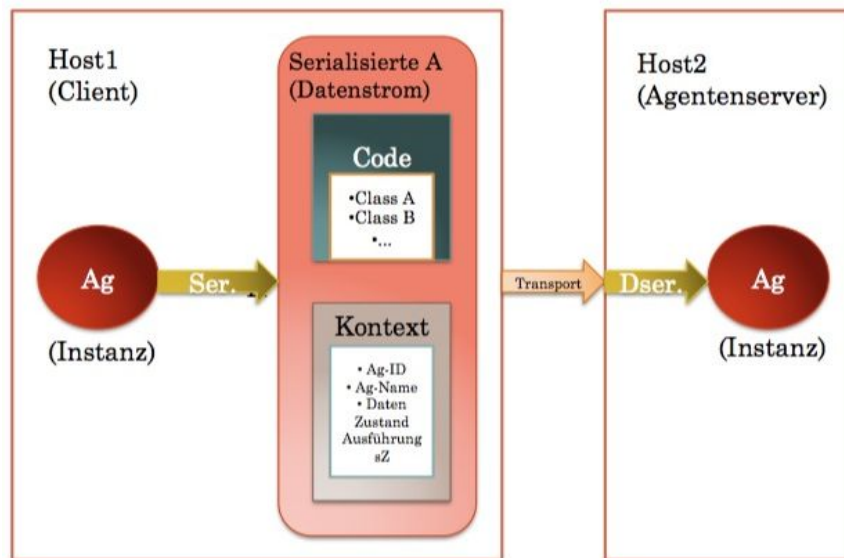 Host1
(Client)
Serialisierte A
(Datenstrom)
Code
•Class A
•Class B
•...
Ag
Ser.
(Instanz)
Kontext
• Ag-ID
• Ag-Name
• Daten
Zustand
Ausführung
sZ
Transport
Host2
(Agentenserver)
Dser.
Ag
(Instanz)